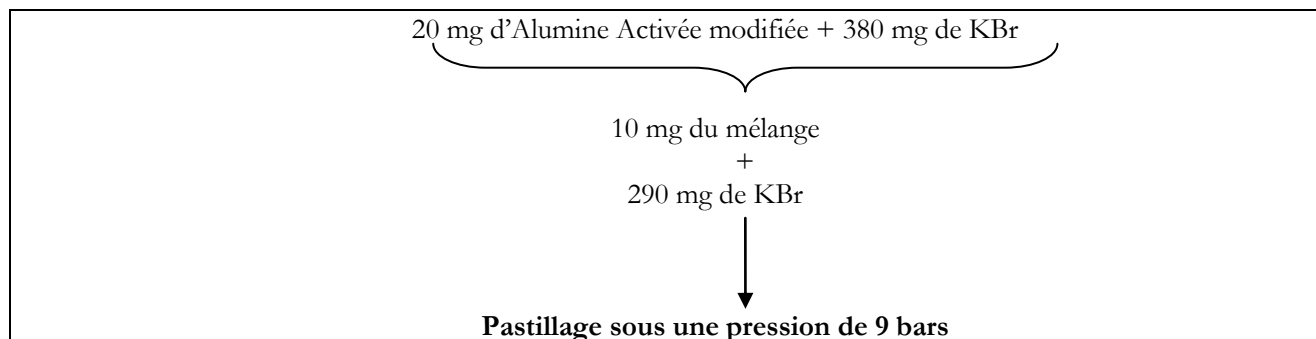 20 mg d’Alumine Activée modifiée + 380 mg de KBr
10 mg du mélange
+
290 mg de KBr
Pastillage sous une pression de 9 bars